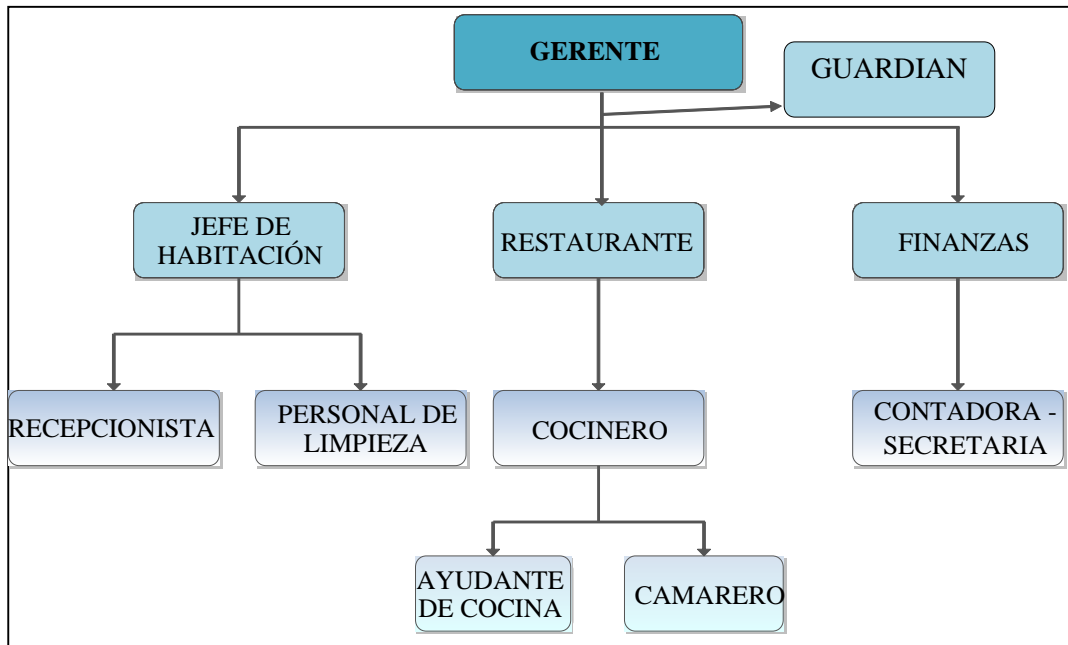 GERENTE
GUARDIAN
JEFE DE
HABITACIÓN
RESTAURANTE
FINANZAS
RECEPCIONISTA
PERSONAL DE
LIMPIEZA
COCINERO
CONTADORA -
SECRETARIA
AYUDANTE
DE COCINA
CAMARERO